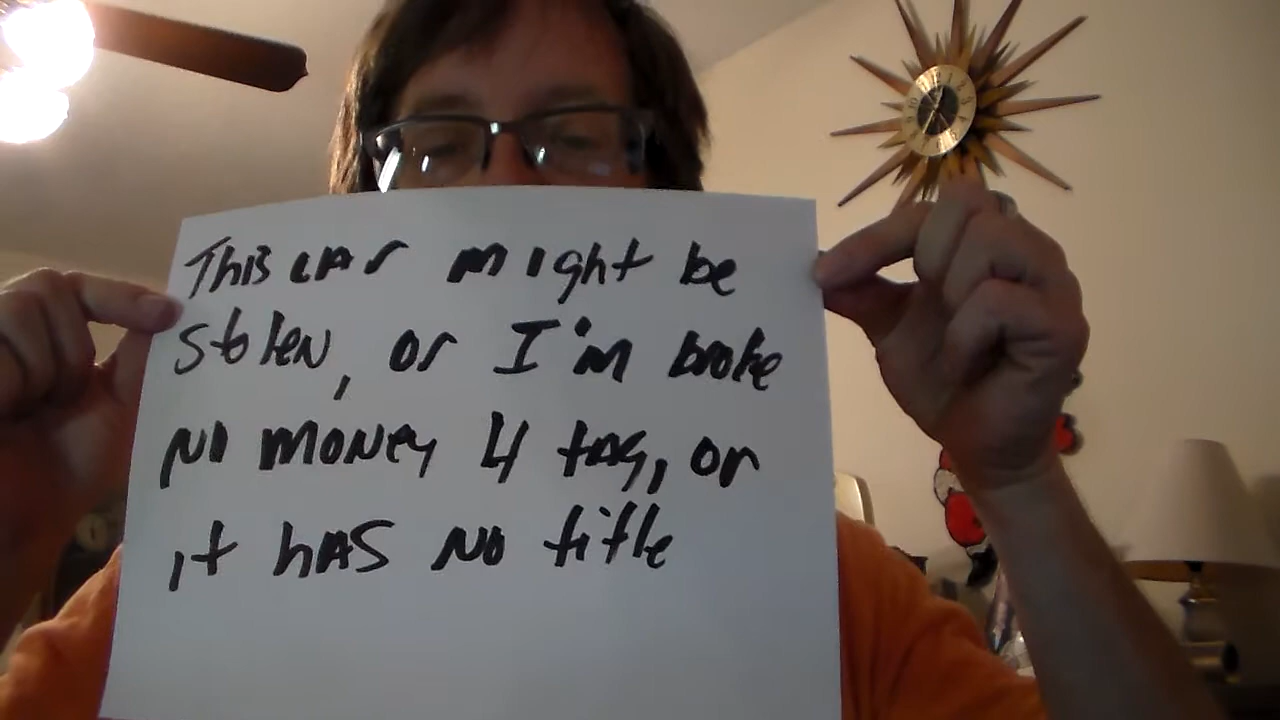 This car might be
stolen, or I'm broke
NO MONEY 4 tag, or
it hAS NO title